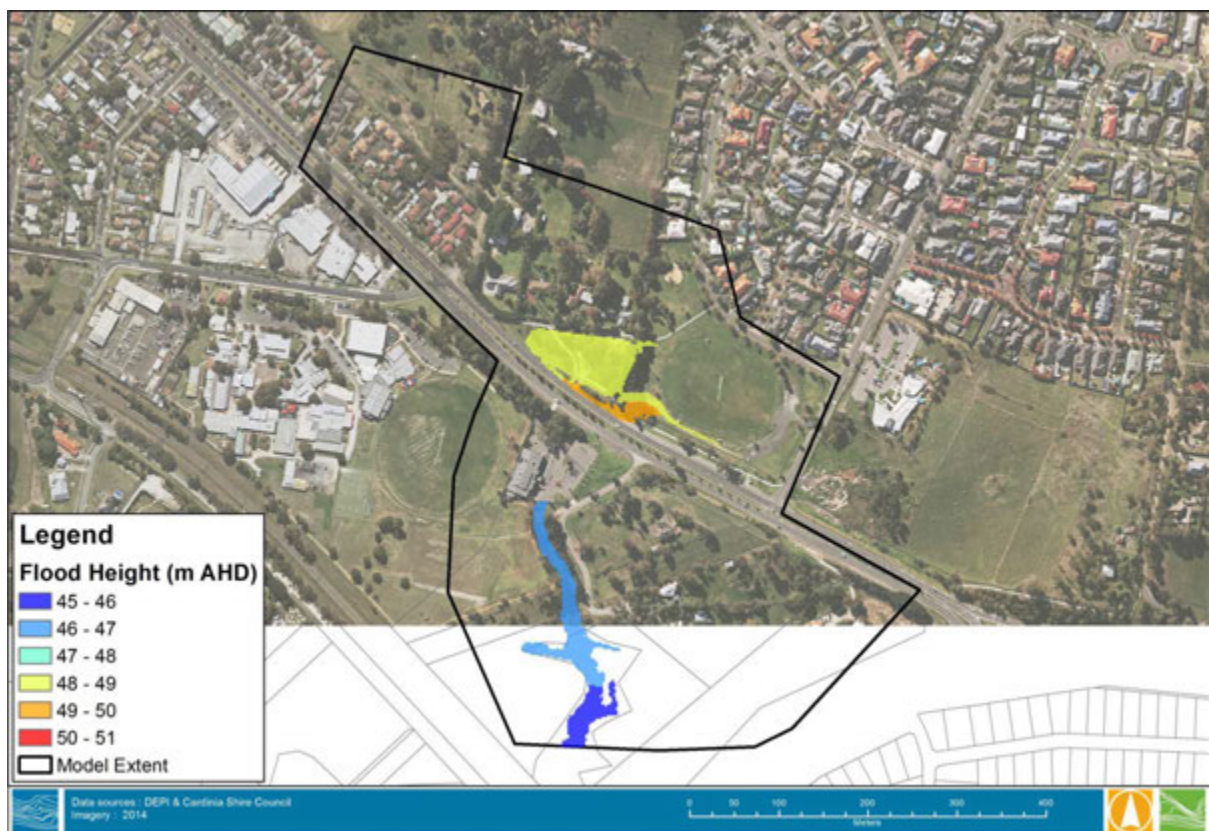 Legend
Flood Height (m AHD)
45 - 46
46 - 47
47 - 48
48 - 49
49 - 50
50 - 51
Model Extent
Data sources : DEPI & Cardinia Shire Council
Imagery : 2014
0 50 100 200 300 400
Meters